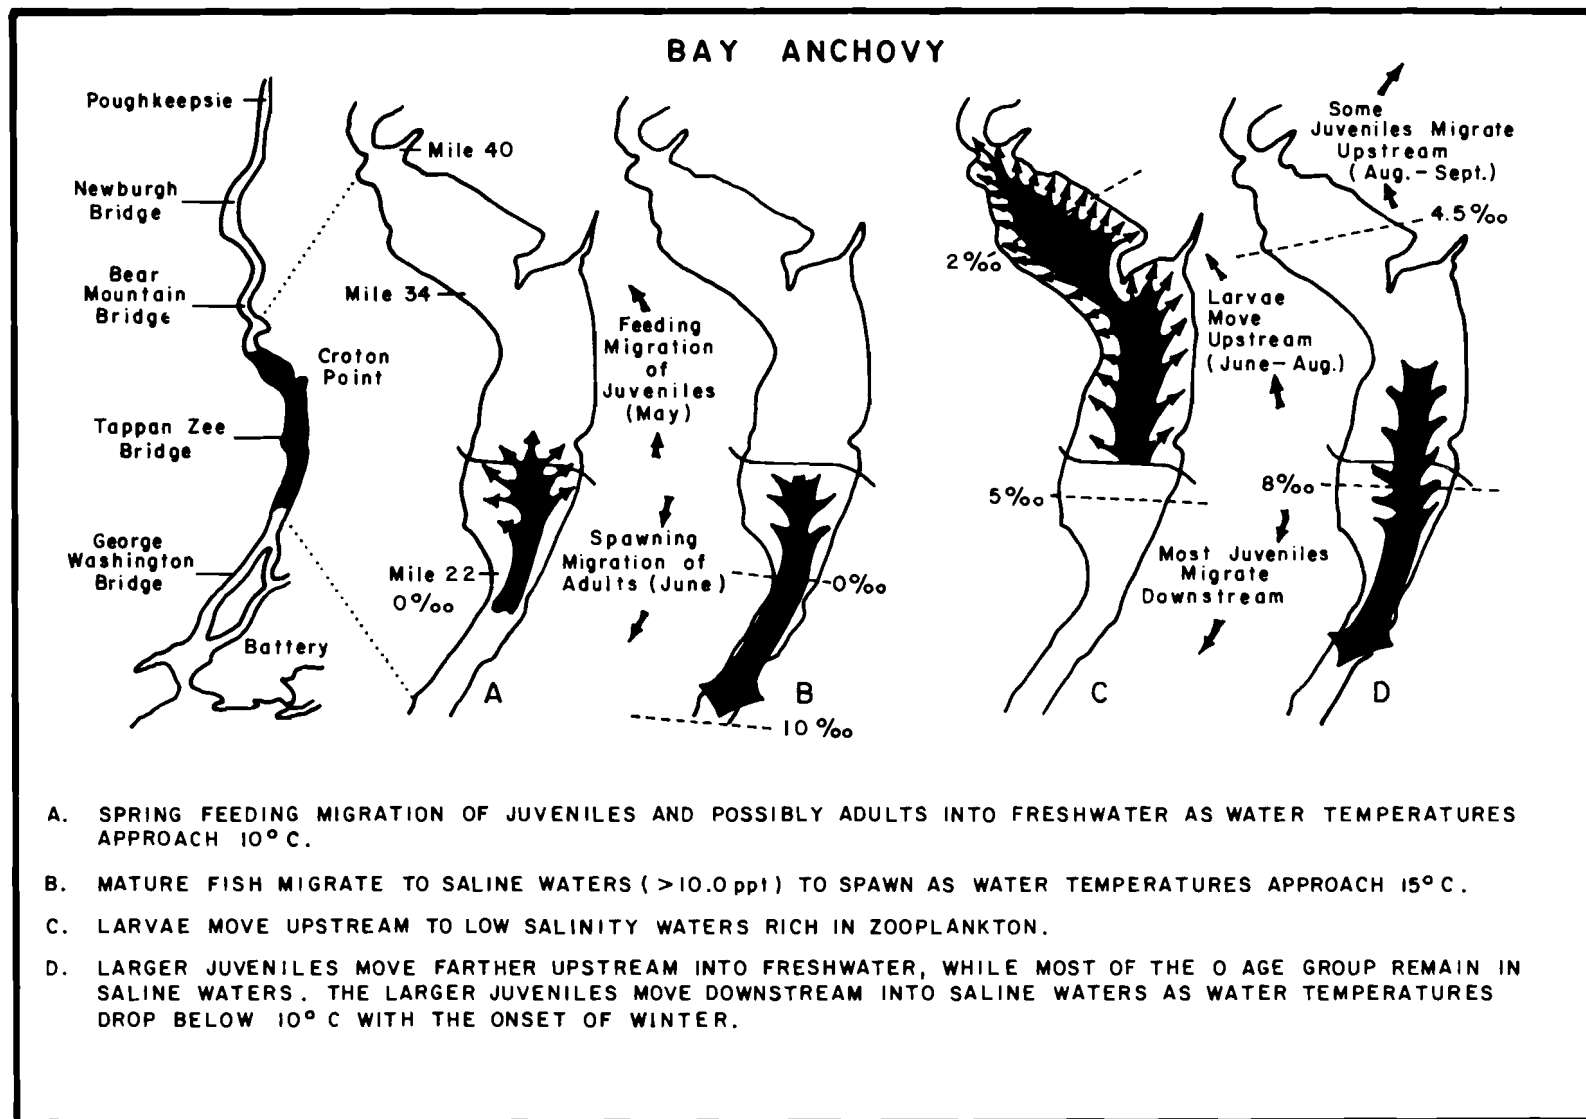 BAY ANCHOVY
Poughkeepsie
Newburgh
Bridge
Bear
Mountain
Bridge
Croton
Point
Tappan Zee
Bridge
George
Washington
Bridge
Battery
Mile 40
Mile 34
Mile 22
0‰
A
Feeding
Migration
of
Juveniles
(May)
Spawning
Migration of
Adults (June)
0‰
10‰
B
2‰
5‰
C
Larvae
Move
Upstream
(June-Aug.)
Most Juveniles
Migrate
Downstream
Some
Juveniles Migrate
Upstream
(Aug.-Sept.)
4.5‰
8‰
D
A. SPRING FEEDING MIGRATION OF JUVENILES AND POSSIBLY ADULTS INTO FRESHWATER AS WATER TEMPERATURES
APPROACH 10° C.
B. MATURE FISH MIGRATE TO SALINE WATERS (>10.0 ppt) TO SPAWN AS WATER TEMPERATURES APPROACH 15° C.
C. LARVAE MOVE UPSTREAM TO LOW SALINITY WATERS RICH IN ZOOPLANKTON.
D. LARGER JUVENILES MOVE FARTHER UPSTREAM INTO FRESHWATER, WHILE MOST OF THE 0 AGE GROUP REMAIN IN
SALINE WATERS. THE LARGER JUVENILES MOVE DOWNSTREAM INTO SALINE WATERS AS WATER TEMPERATURES
DROP BELOW 10° C WITH THE ONSET OF WINTER.